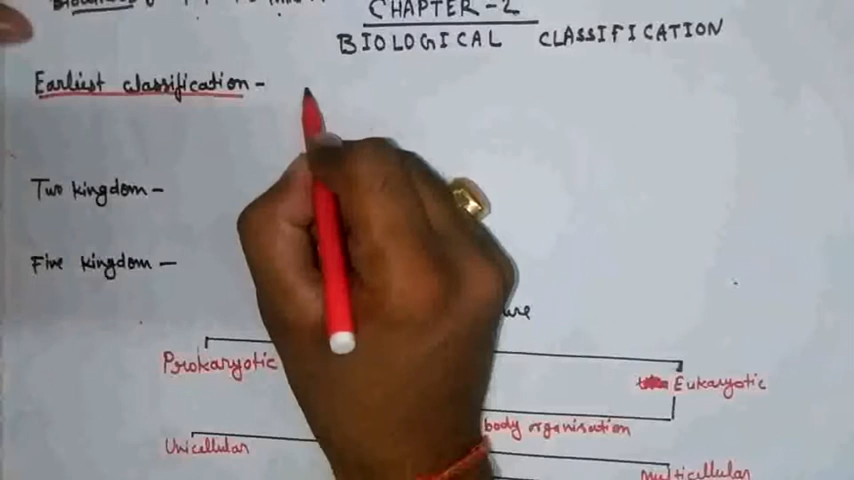 CHAPTER-2
BIOLOGICAL CLASSIFICATION
Earliest classification -
Two kingdom -
Five kingdom -
Prokaryotic
Eukaryotic
body organisation
Unicellular
Multicellular